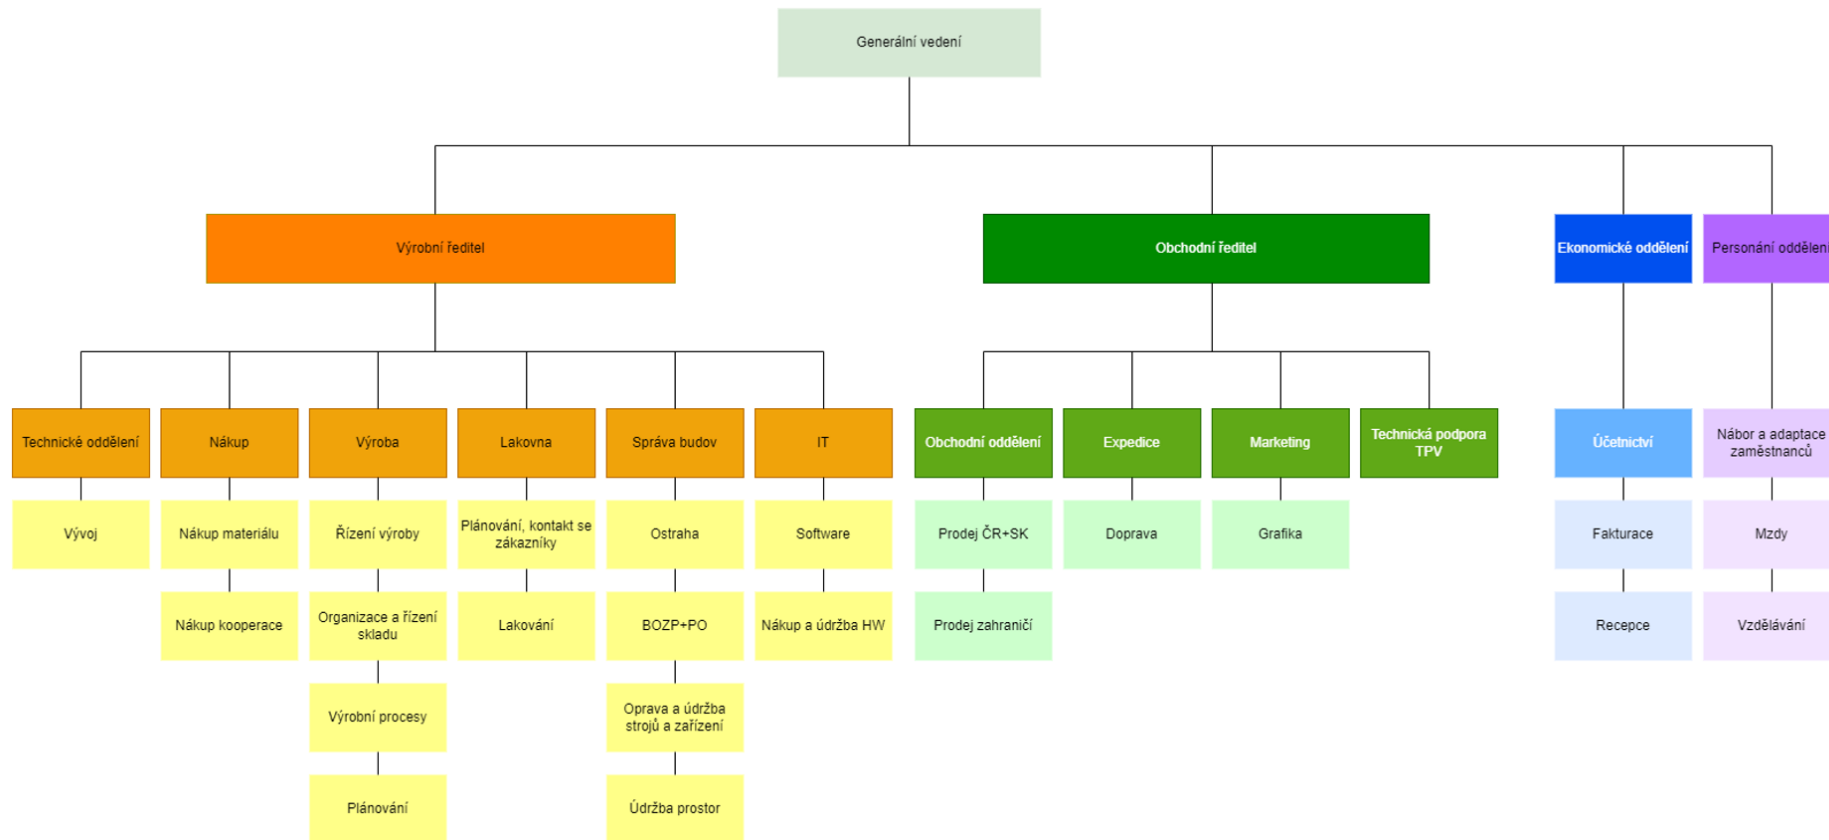 Generální vedení
Výrobní ředitel
Obchodní ředitel
Ekonomické oddělení
Personání oddělení
Technické oddělení
Nákup
Výroba
Lakovna
Správa budov
IT
Obchodní oddělení
Expedice
Marketing
Technická podpora
TPV
Účetnictví
Nábor a adaptace
zaměstnanců
Vývoj
Nákup materiálu
Řízení výroby
Plánování, kontakt se
zákazníky
Ostraha
Software
Prodej ČR+SK
Doprava
Grafika
Fakturace
Mzdy
Nákup kooperace
Organizace a řízení
skladu
Lakování
BOZP+PO
Nákup a údržba HW
Prodej zahraničí
Recepce
Vzdělávání
Výrobní procesy
Oprava a údržba
strojů a zařízení
Plánování
Údržba prostor